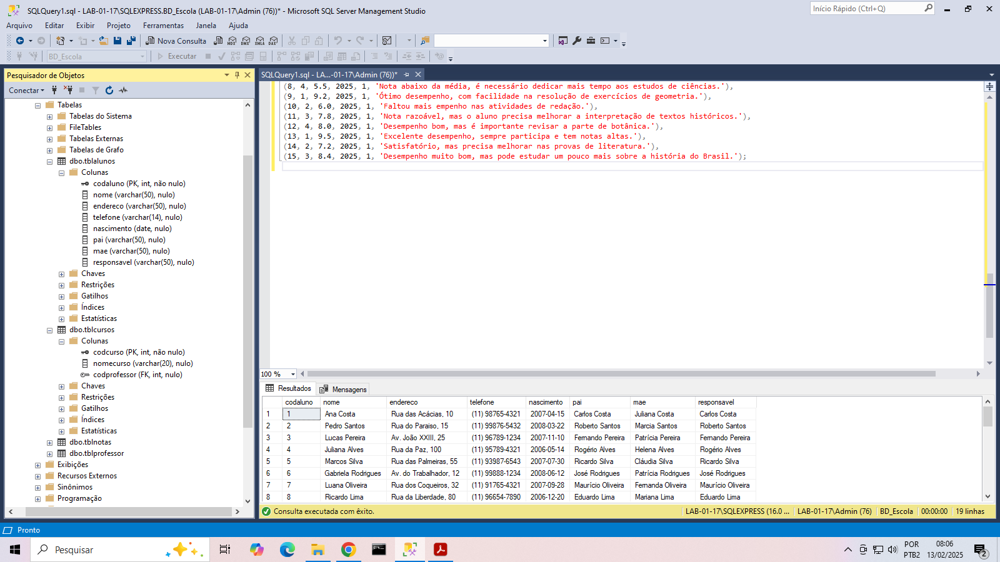 SQLQuery1.sql - LAB-01-17\SQLEXPRESS.BD_Escola (LAB-01-17\Admin (76))* - Microsoft SQL Server Management Studio
Início Rápido (Ctrl+Q)
Arquivo Editar Exibir Projeto Ferramentas Janela Ajuda
Nova Consulta MDX DMX XMLA DAX
BD_Escola Executar
Pesquisador de Objetos
Conectar
Tabelas
Tabelas do Sistema
FileTables
Tabelas Externas
Tabelas de Grafo
dbo.tblalunos
Colunas
codaluno (PK, int, não nulo)
nome (varchar(50), nulo)
endereco (varchar(50), nulo)
telefone (varchar(14), nulo)
nascimento (date, nulo)
pai (varchar(50), nulo)
mae (varchar(50), nulo)
responsavel (varchar(50), nulo)
Chaves
Restrições
Gatilhos
Índices
Estatísticas
dbo.tblcursos
Colunas
codcurso (PK, int, não nulo)
nomecurso (varchar(20), nulo)
codprofessor (FK, int, nulo)
Chaves
Restrições
Gatilhos
Índices
Estatísticas
dbo.tblnotas
dbo.tblprofessor
Exibições
Recursos Externos
Sinônimos
Programação
SQLQuery1.sql - LA...-01-17\Admin (76))*
(8, 4, 5.5, 2025, 1, 'Nota abaixo da média, é necessário dedicar mais tempo aos estudos de ciências.'),
(9, 1, 9.2, 2025, 1, 'Ótimo desempenho, com facilidade na resolução de exercícios de geometria.'),
(10, 2, 6.0, 2025, 1, 'Faltou mais empenho nas atividades de redação.'),
(11, 3, 7.8, 2025, 1, 'Nota razoável, mas o aluno precisa melhorar a interpretação de textos históricos.'),
(12, 4, 8.0, 2025, 1, 'Desempenho bom, mas é importante revisar a parte de botânica.'),
(13, 1, 9.5, 2025, 1, 'Excelente desempenho, sempre participa e tem notas altas.'),
(14, 2, 7.2, 2025, 1, 'Satisfatório, mas precisa melhorar nas provas de literatura.'),
(15, 3, 8.4, 2025, 1, 'Desempenho muito bom, mas pode estudar um pouco mais sobre a história do Brasil.');
100 %
Resultados Mensagens
codaluno nome endereco telefone nascimento pai mae responsavel
1 1 Ana Costa Rua das Acácias, 10 (11) 98765-4321 2007-04-15 Carlos Costa Juliana Costa Carlos Costa
2 2 Pedro Santos Rua do Paraiso, 15 (11) 99876-5432 2008-03-22 Roberto Santos Marcia Santos Roberto Santos
3 3 Lucas Pereira Av. João XXIII, 25 (11) 96789-1234 2007-11-10 Fernando Pereira Patrícia Pereira Fernando Pereira
4 4 Juliana Alves Rua da Paz, 100 (11) 95789-4321 2006-05-14 Rogério Alves Helena Alves Rogério Alves
5 5 Marcos Silva Rua das Palmeiras, 55 (11) 93987-6543 2007-07-30 Ricardo Silva Cláudia Silva Ricardo Silva
6 6 Gabriela Rodrigues Av. do Trabalhador, 12 (11) 99888-1234 2008-06-12 José Rodrigues Patrícia Rodrigues José Rodrigues
7 7 Luana Oliveira Rua dos Coqueiros, 32 (11) 91765-4321 2007-09-28 Maurício Oliveira Fernanda Oliveira Maurício Oliveira
8 8 Ricardo Lima Rua da Liberdade, 80 (11) 96654-7890 2006-12-20 Eduardo Lima Mariana Lima Eduardo Lima
Consulta executada com êxito. LAB-01-17\SQLEXPRESS (16.0 ... LAB-01-17\Admin (76) BD_Escola 00:00:00 19 linhas
Pronto
Pesquisar
POR
PTB2
08:06
13/02/2025
2